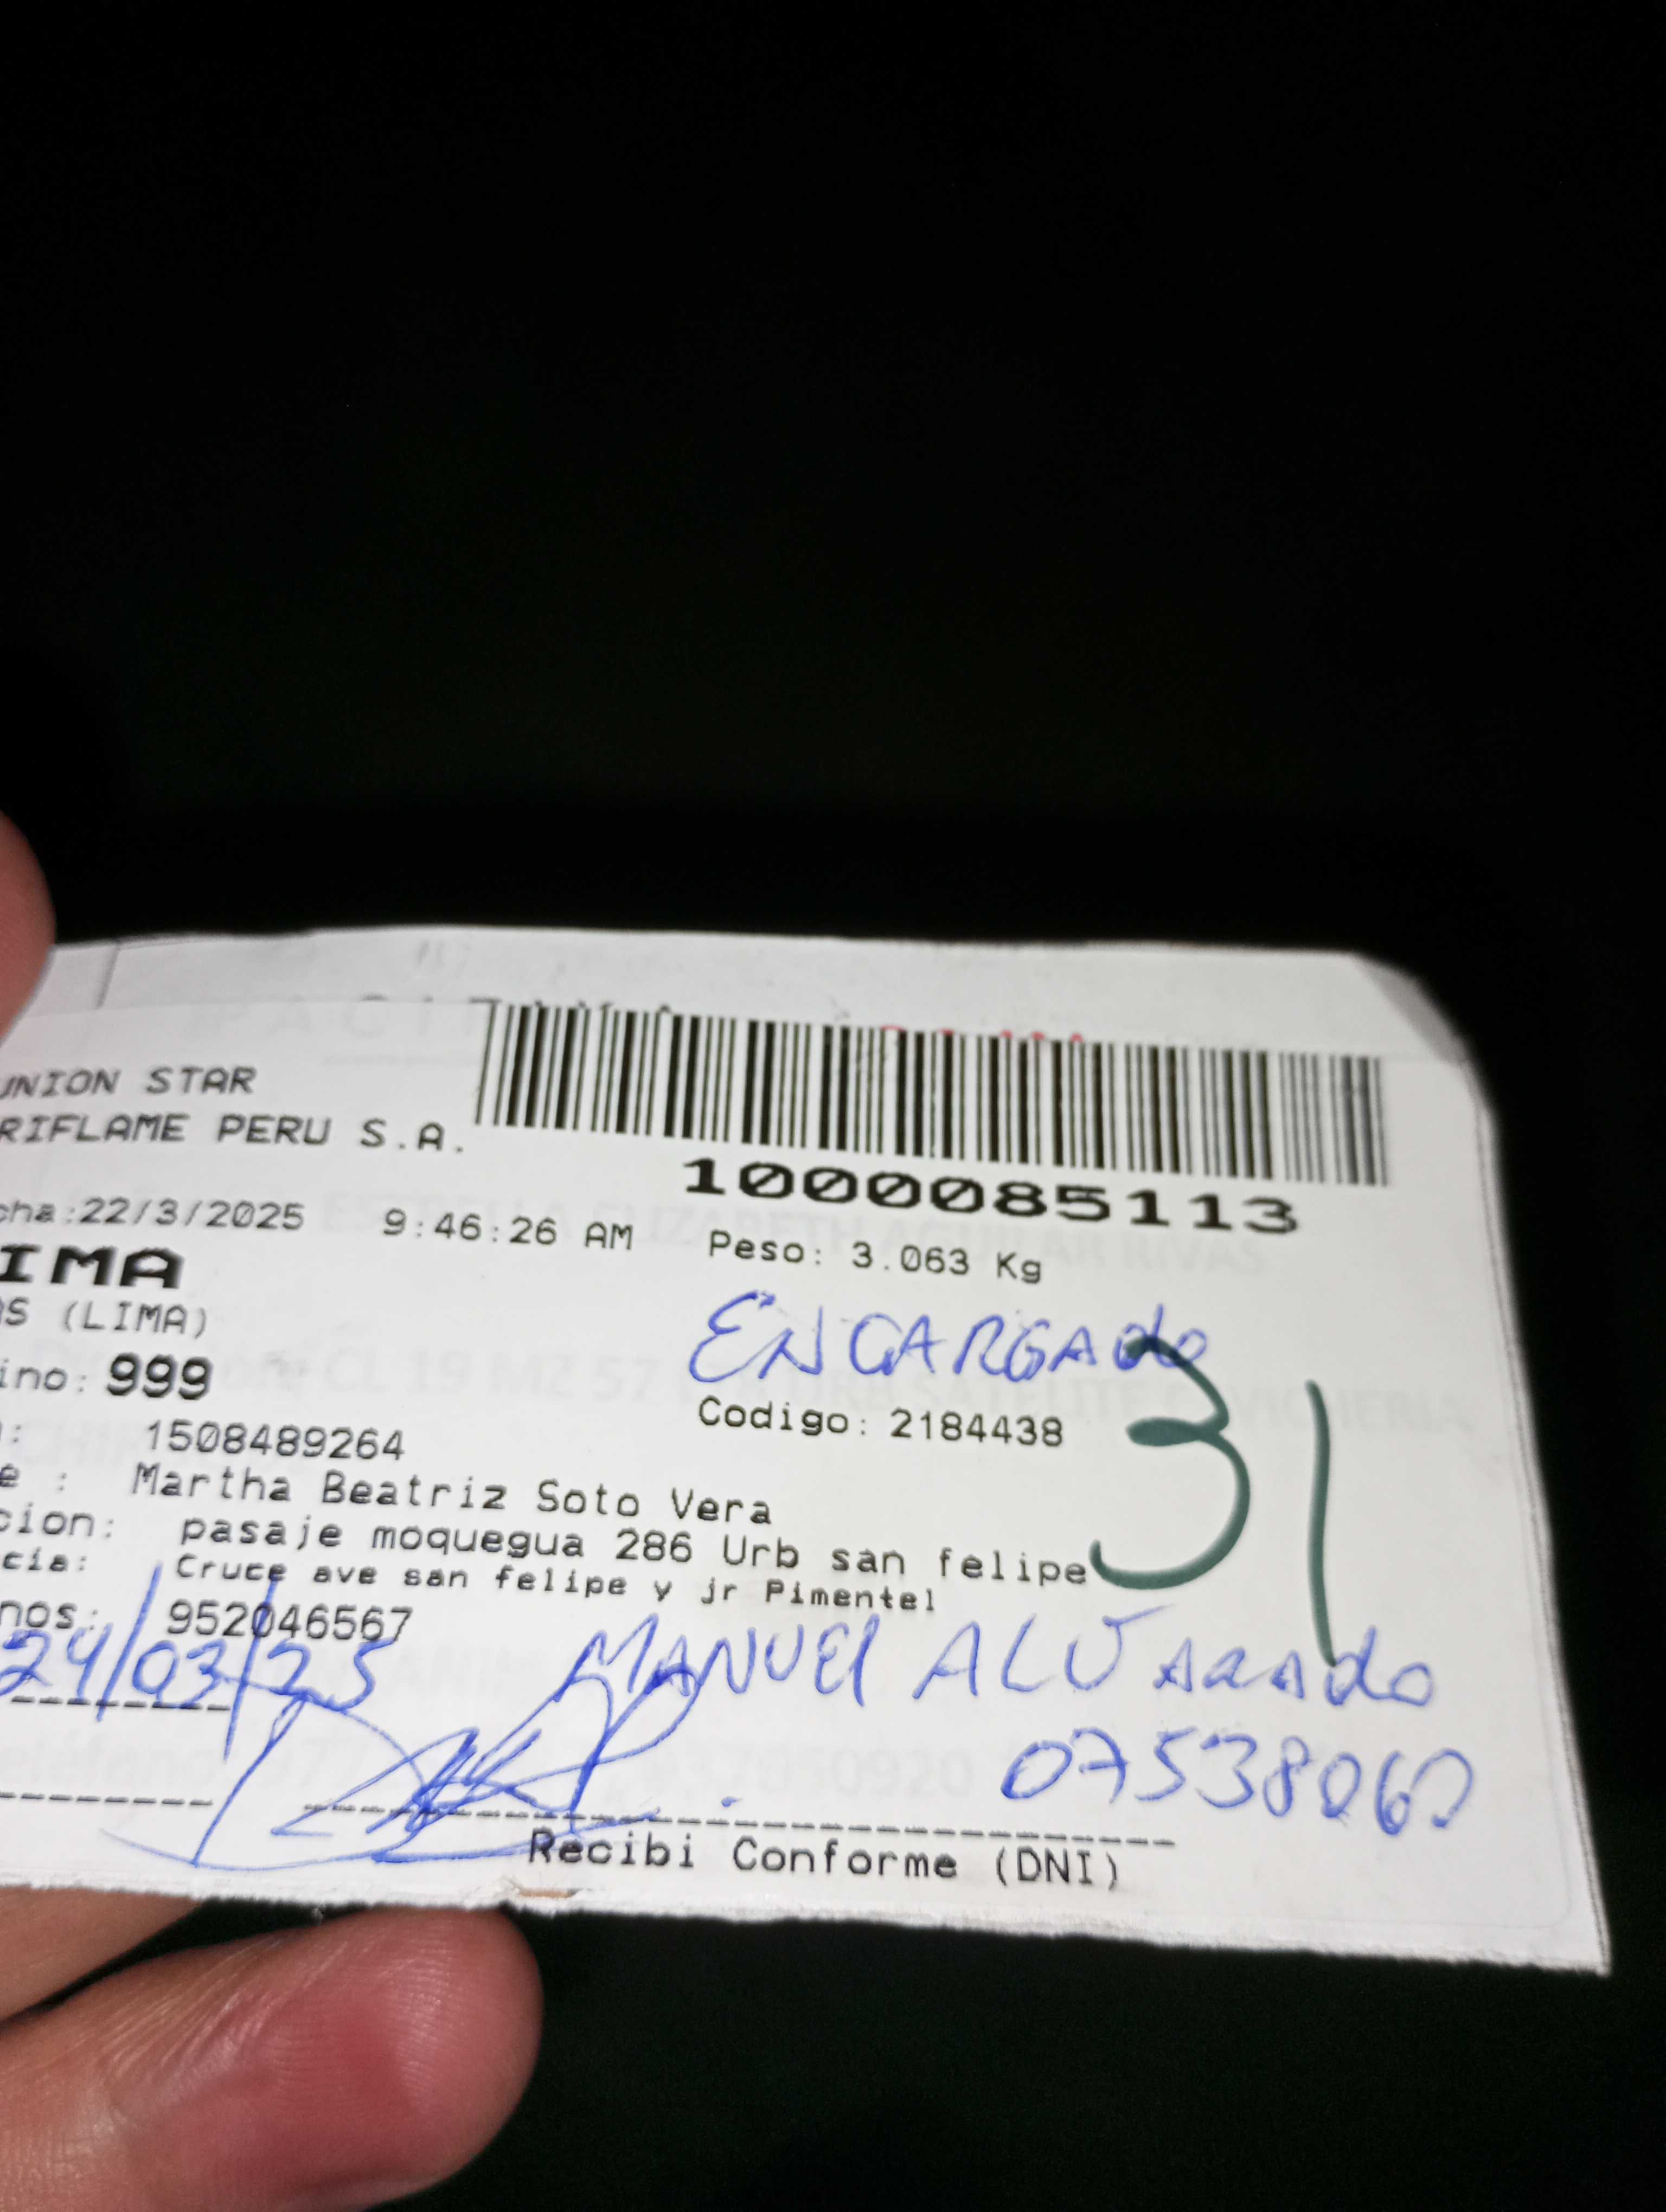 UNION STAR
RIFLAME PERU S.A.
1000085113
cha:22/3/2025 9:46:26 AM Peso: 3.063 Kg
IMA
AS (LIMA)
ENCARGAdo
ino: 999
Codigo: 2184438
31
: 1508489264
e : Martha Beatriz Soto Vera
cion: pasaje moquegua 286 Urb san felipe
cia: Cruce ave san felipe y jr Pimentel
nos: 952046567
24/03/25 MANUEl ALVARAdo
07538060
Recibi Conforme (DNI)